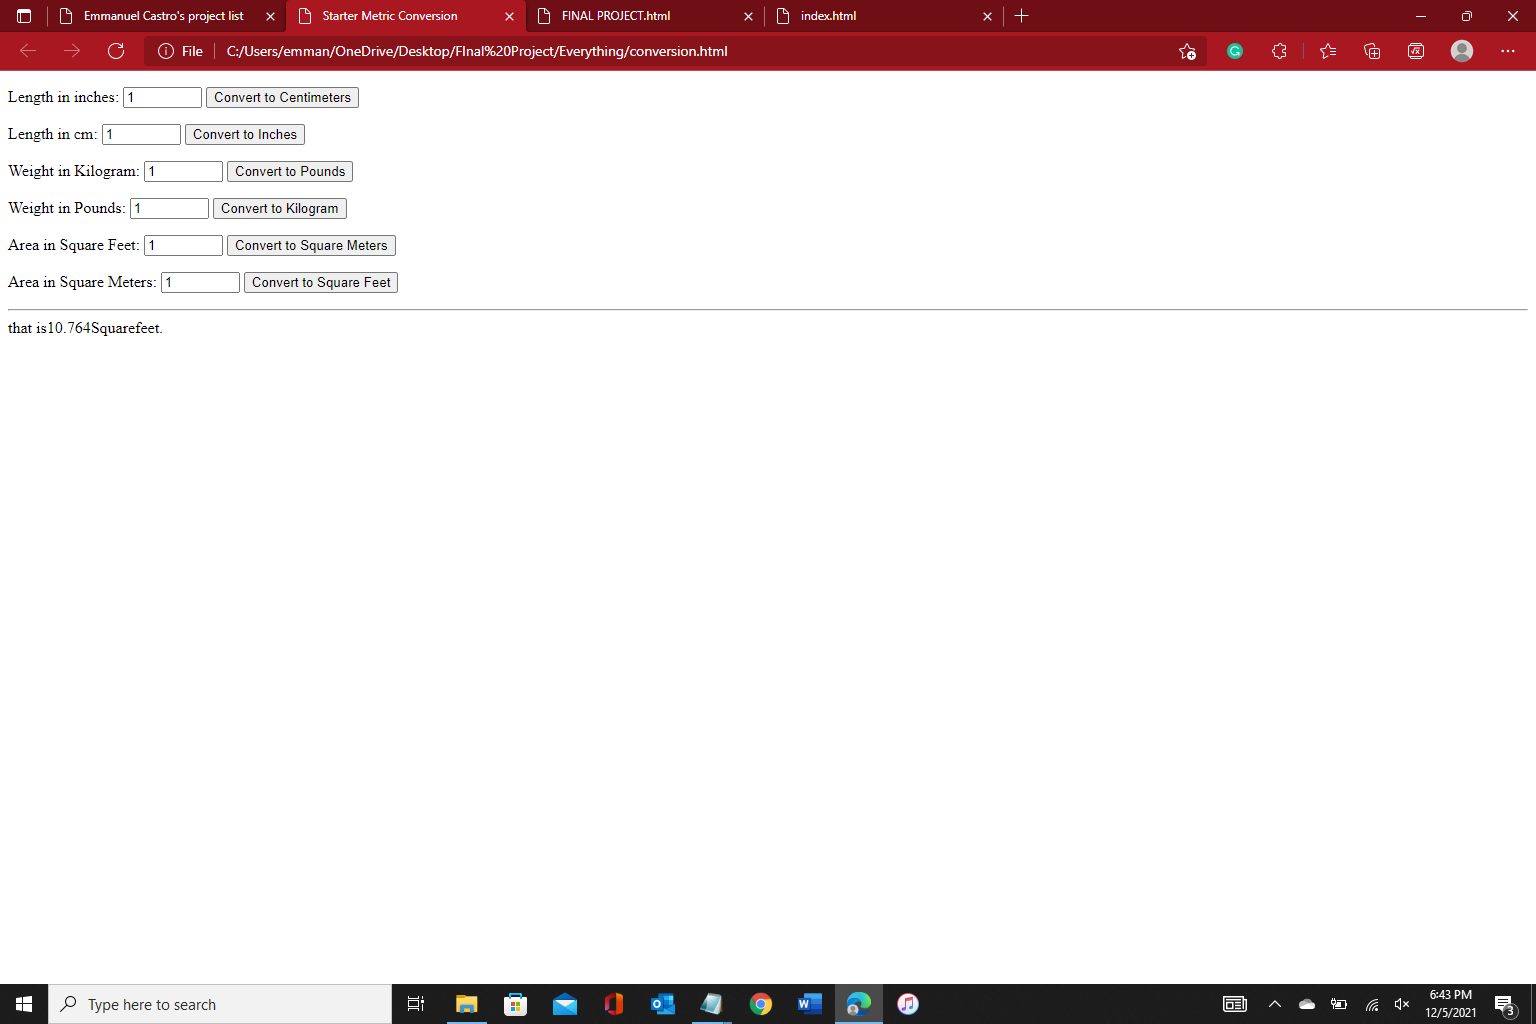 Emmanuel Castro's project list
Starter Metric Conversion
FINAL PROJECT.html
index.html
File
C:/Users/emman/OneDrive/Desktop/FInal%20Project/Everything/conversion.html
Length in inches: 1 Convert to Centimeters
Length in cm: 1 Convert to Inches
Weight in Kilogram: 1 Convert to Pounds
Weight in Pounds: 1 Convert to Kilogram
Area in Square Feet: 1 Convert to Square Meters
Area in Square Meters: 1 Convert to Square Feet
that is10.764Squarefeet.
Type here to search
6:43 PM
12/5/2021
3